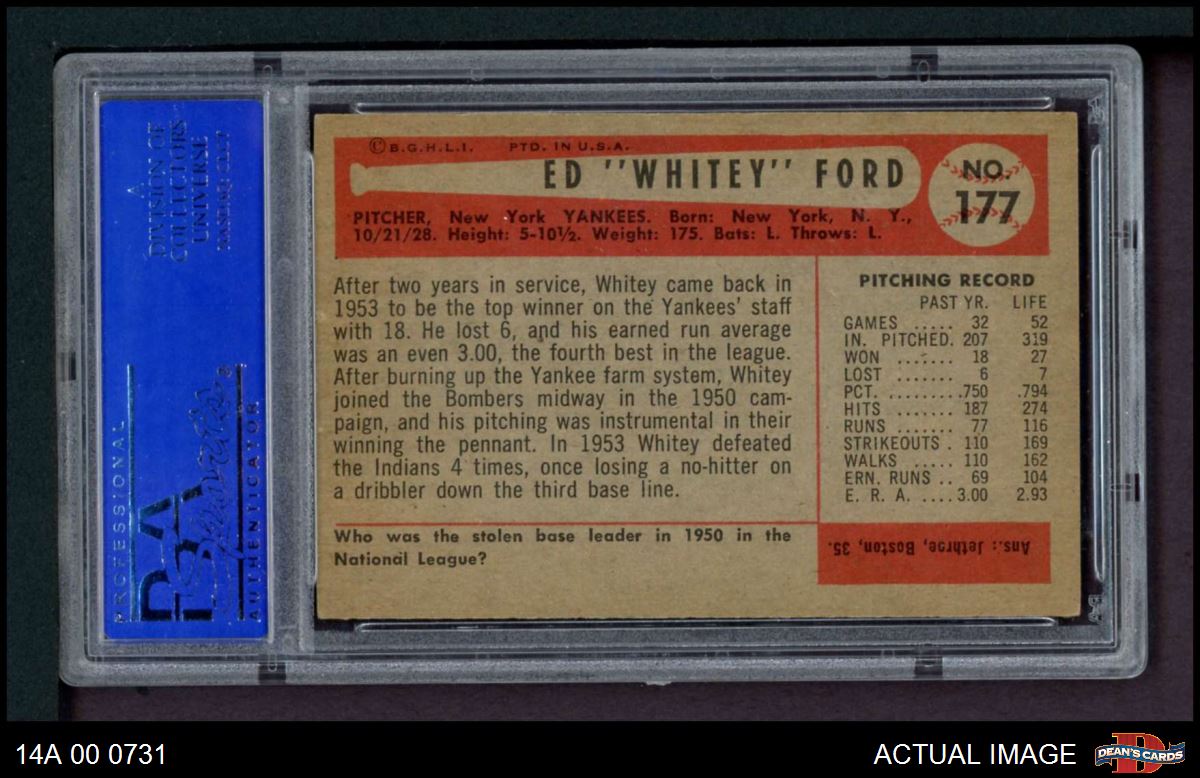 DIVISION OF
COLLECTORS
UNIVERSE
NASDAQ: CLCT
PROFESSIONAL
PSA
AUTHENTICATOR
© B.G.H.L.I. PTD. IN U.S.A.
ED "WHITEY" FORD
NO.
177
PITCHER, New York YANKEES. Born: New York, N. Y.,
10/21/28. Height: 5-10½. Weight: 175. Bats: L. Throws: L.
After two years in service, Whitey came back in
1953 to be the top winner on the Yankees' staff
with 18. He lost 6, and his earned run average
was an even 3.00, the fourth best in the league.
After burning up the Yankee farm system, Whitey
joined the Bombers midway in the 1950 cam-
paign, and his pitching was instrumental in their
winning the pennant. In 1953 Whitey defeated
the Indians 4 times, once losing a no-hitter on
a dribbler down the third base line.
PITCHING RECORD
PAST YR. LIFE
GAMES ..... 32 52
IN. PITCHED. 207 319
WON ....... 18 27
LOST ....... 6 7
PCT. ......... .750 .794
HITS ....... 187 274
RUNS ....... 77 116
STRIKEOUTS . 110 169
WALKS ..... 110 162
ERN. RUNS .. 69 104
E. R. A. ..... 3.00 2.93
Who was the stolen base leader in 1950 in the
National League?
Ans.: Jethroe, Boston, 35.
14A 00 0731
ACTUAL IMAGE
DEAN'S CARDS